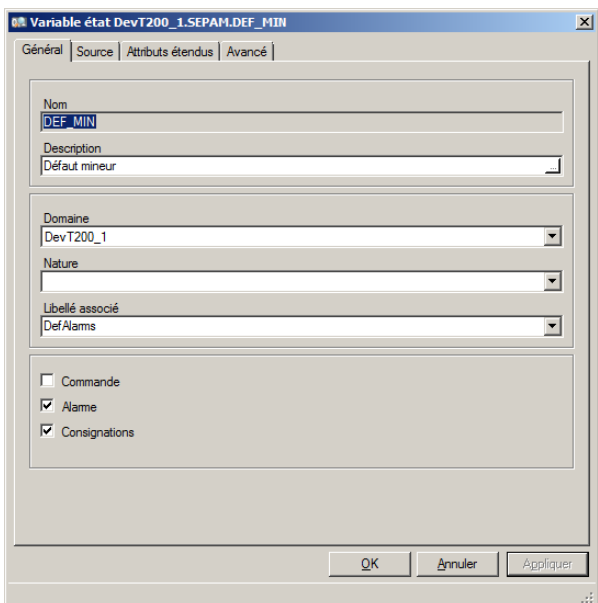 Variable état DevT200_1.SEPAM.DEF_MIN
Général Source Attributs étendus Avancé
Nom
DEF_MIN
Description
Défaut mineur
...
Domaine
DevT200_1
Nature
Libellé associé
DefAlarms
Commande
Alarme
Consignations
OK Annuler Appliquer